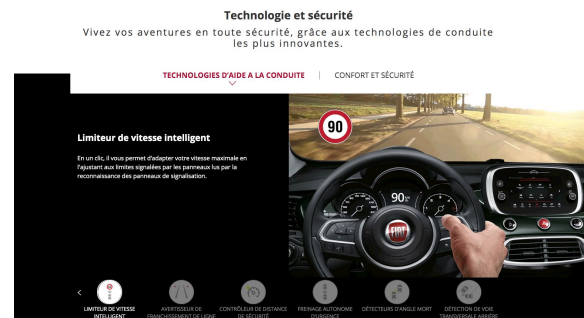 Technologie et sécurité
Vivez vos aventures en toute sécurité, grâce aux technologies de conduite
les plus innovantes.
TECHNOLOGIES D'AIDE A LA CONDUITE | CONFORT ET SÉCURITÉ
Limiteur de vitesse intelligent
En un clic, il vous permet d'adapter votre vitesse maximale en
l'ajustant aux limites signalées par les panneaux lus par la
reconnaissance des panneaux de signalisation.
90
90
FIAT
LIMITEUR DE VITESSE
INTELLIGENT
AVERTISSEUR DE
FRANCHISSEMENT DE LIGNE
CONTRÔLEUR DE DISTANCE
DE SÉCURITÉ
FREINAGE AUTONOME
D'URGENCE
DÉTECTEURS D'ANGLE MORT
DÉTECTION DE VOIE
TRANSVERSALE ARRIÈRE